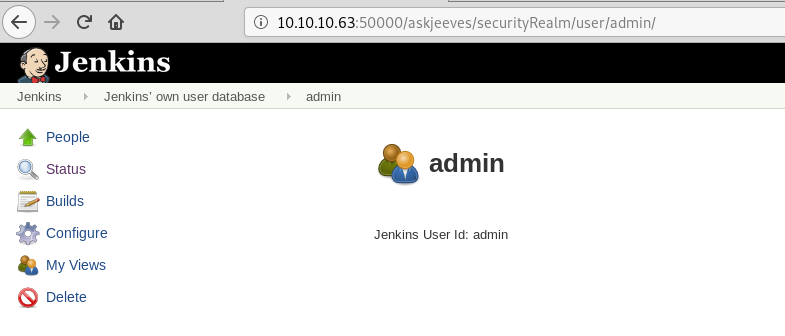 10.10.10.63:50000/askjeeves/securityRealm/user/admin/
Jenkins
Jenkins Jenkins' own user database admin
People
Status
Builds
Configure
My Views
Delete
admin
Jenkins User Id: admin